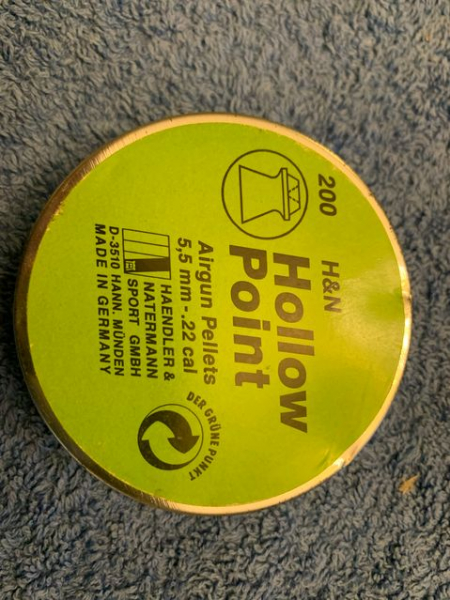 200
H&N
Hollow
Point
Airgun Pellets
5,5 mm - .22 cal
HAENDLER &
NATERMANN
SPORT GMBH
D-3510 HANN. MÜNDEN
MADE IN GERMANY
DER GRÜNE PUNKT